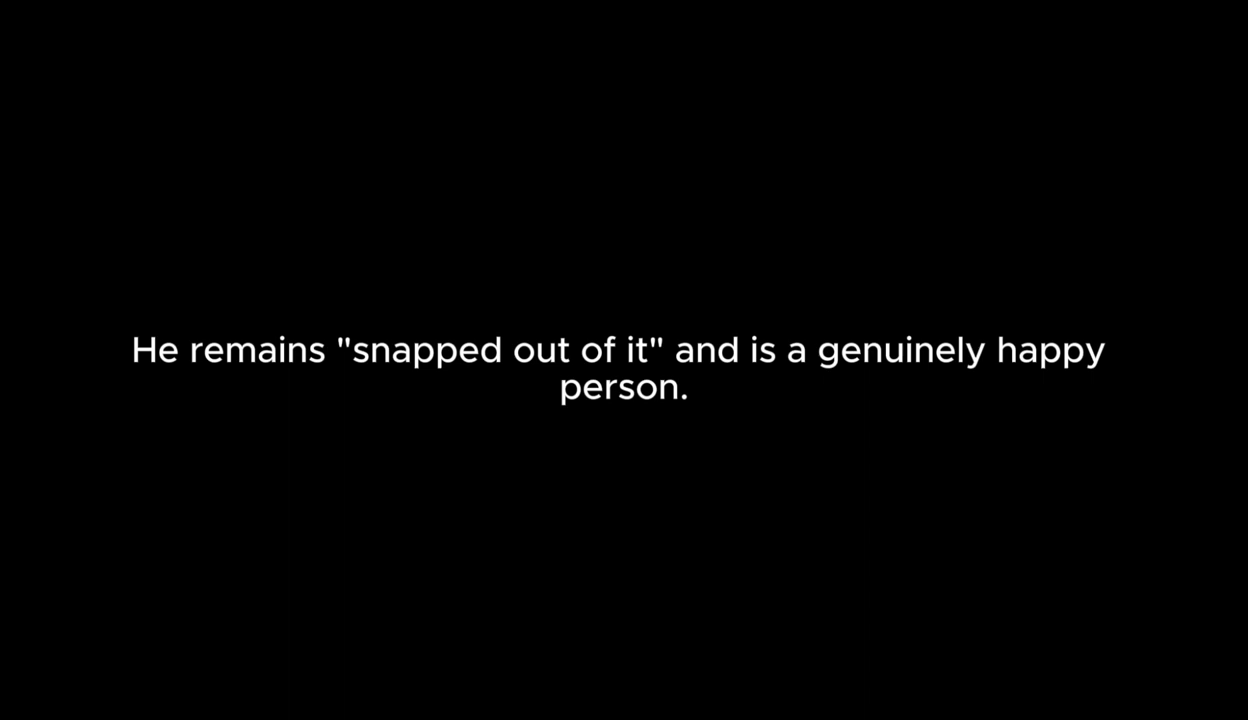 He remains "snapped out of it" and is a genuinely happy
person.